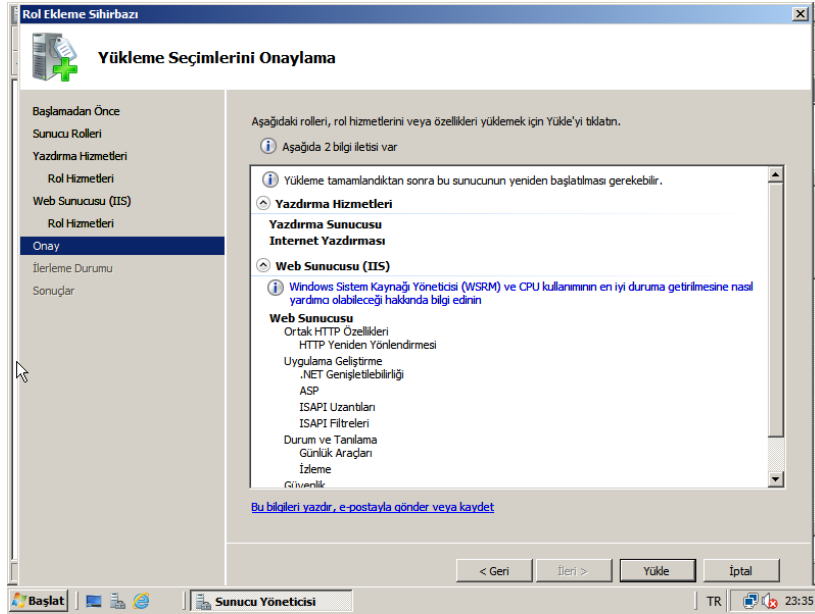 Rol Ekleme Sihirbazı
Yükleme Seçimlerini Onaylama
Başlamadan Önce
Sunucu Rolleri
Yazdırma Hizmetleri
Rol Hizmetleri
Web Sunucusu (IIS)
Rol Hizmetleri
Onay
İlerleme Durumu
Sonuçlar
Aşağıdaki rolleri, rol hizmetlerini veya özellikleri yüklemek için Yükle'yi tıklatın.
Aşağıda 2 bilgi iletisi var
Yükleme tamamlandıktan sonra bu sunucunun yeniden başlatılması gerekebilir.
Yazdırma Hizmetleri
Yazdırma Sunucusu
Internet Yazdırması
Web Sunucusu (IIS)
Windows Sistem Kaynağı Yöneticisi (WSRM) ve CPU kullanımının en iyi duruma getirilmesine nasıl
yardımcı olabileceği hakkında bilgi edinin
Web Sunucusu
Ortak HTTP Özellikleri
HTTP Yeniden Yönlendirmesi
Uygulama Geliştirme
.NET Genişletilebilirliği
ASP
ISAPI Uzantıları
ISAPI Filtreleri
Durum ve Tanılama
Günlük Araçları
İzleme
Güvenlik
Bu bilgileri yazdır, e-postayla gönder veya kaydet
< Geri
İleri >
Yükle
İptal
Başlat
Sunucu Yöneticisi
TR
23:35